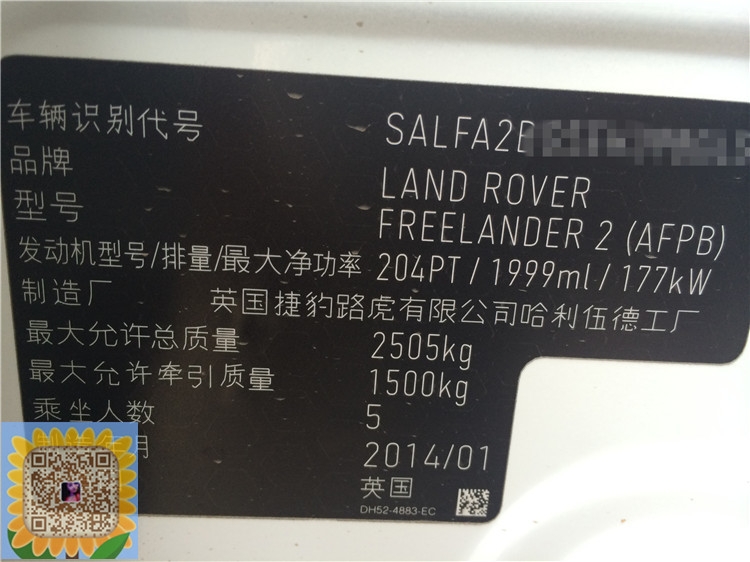 车辆识别代号 SALFA2
品牌 LAND ROVER
型号 FREELANDER 2 (AFPB)
发动机型号/排量/最大净功率 204PT / 1999ml / 177kW
制造厂 英国捷豹路虎有限公司哈利伍德工厂
最大允许总质量 2505kg
最大允许牵引质量 1500kg
乘坐人数 5
月 2014/01
英国
DH52-4883-EC